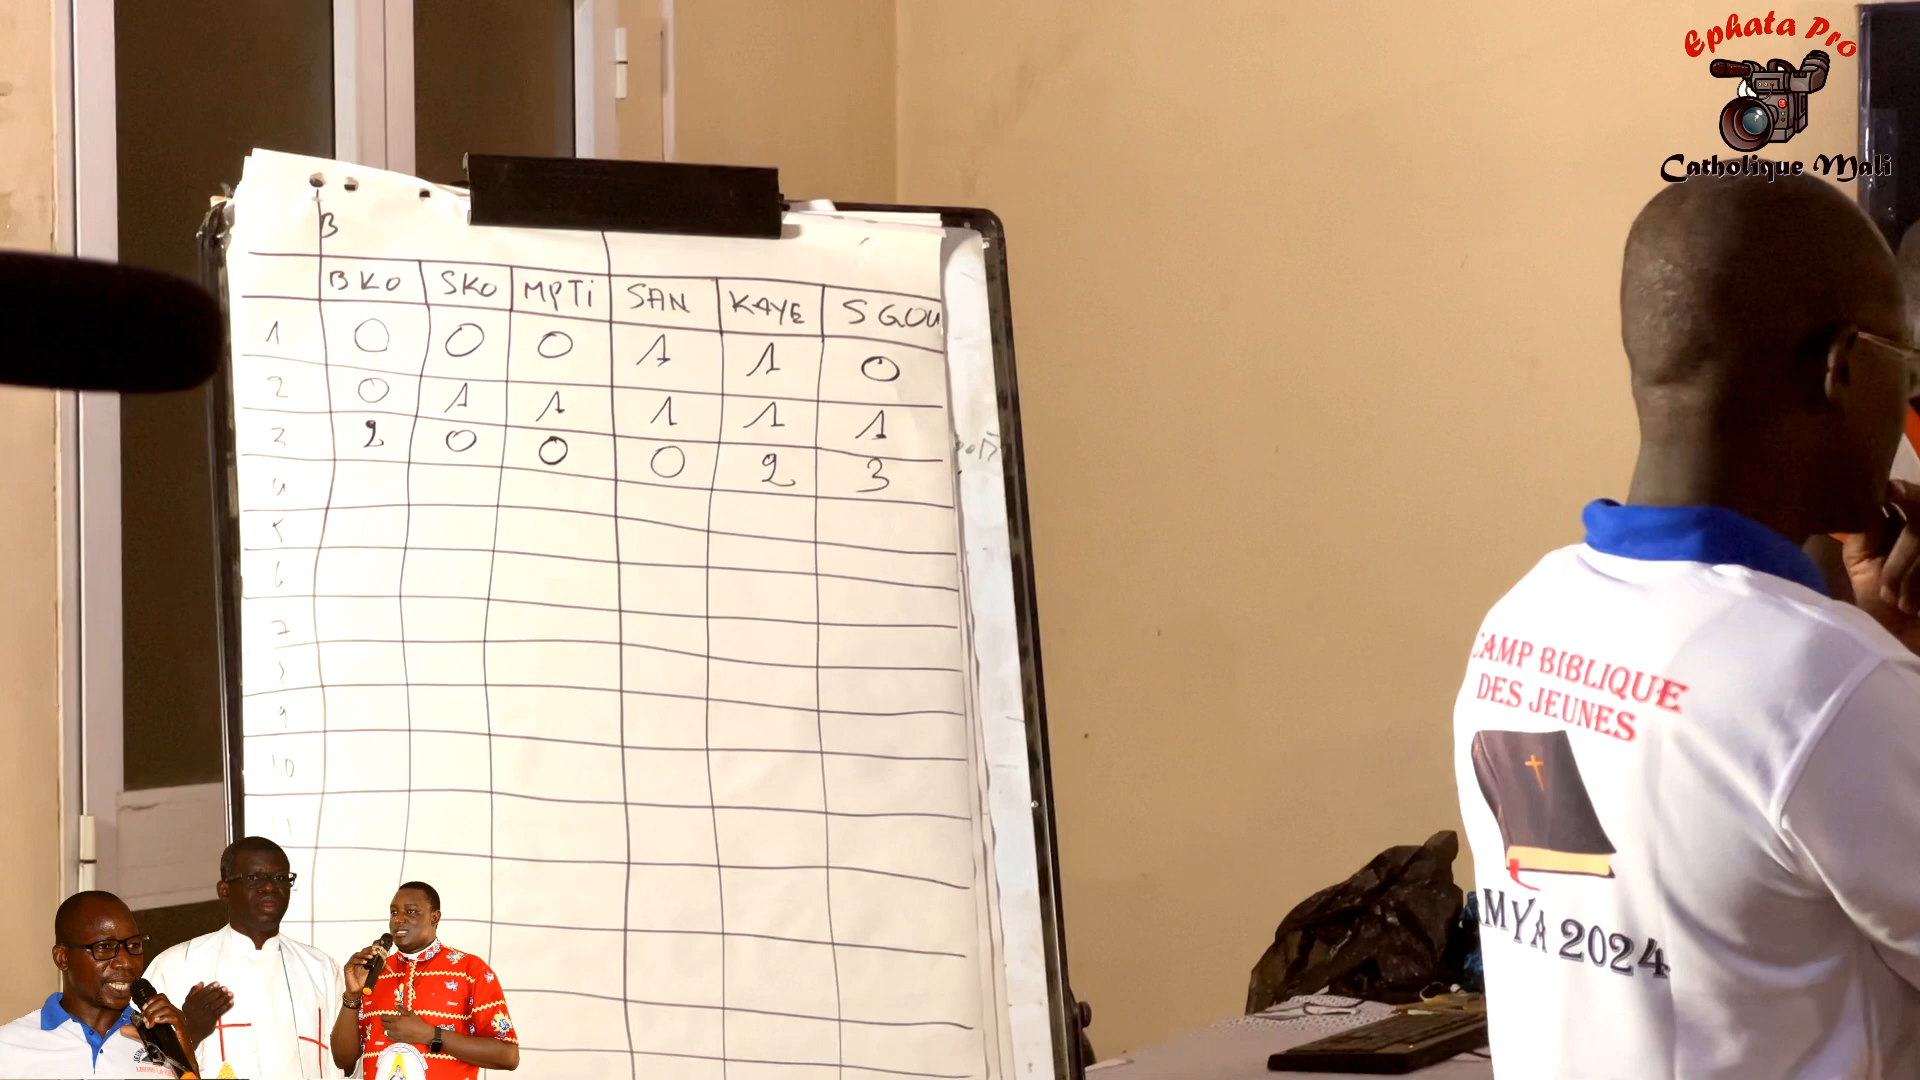 Ephata Pro
Catholique Mali
B
BKO SKO MPTi SAN KAYE SGOU
1 0 0 0 1 1 0
2 0 1 1 1 1 1
3 2 0 0 0 2 3
4
5
6
7
9
10
11
CAMP BIBLIQUE
DES JEUNES
2024